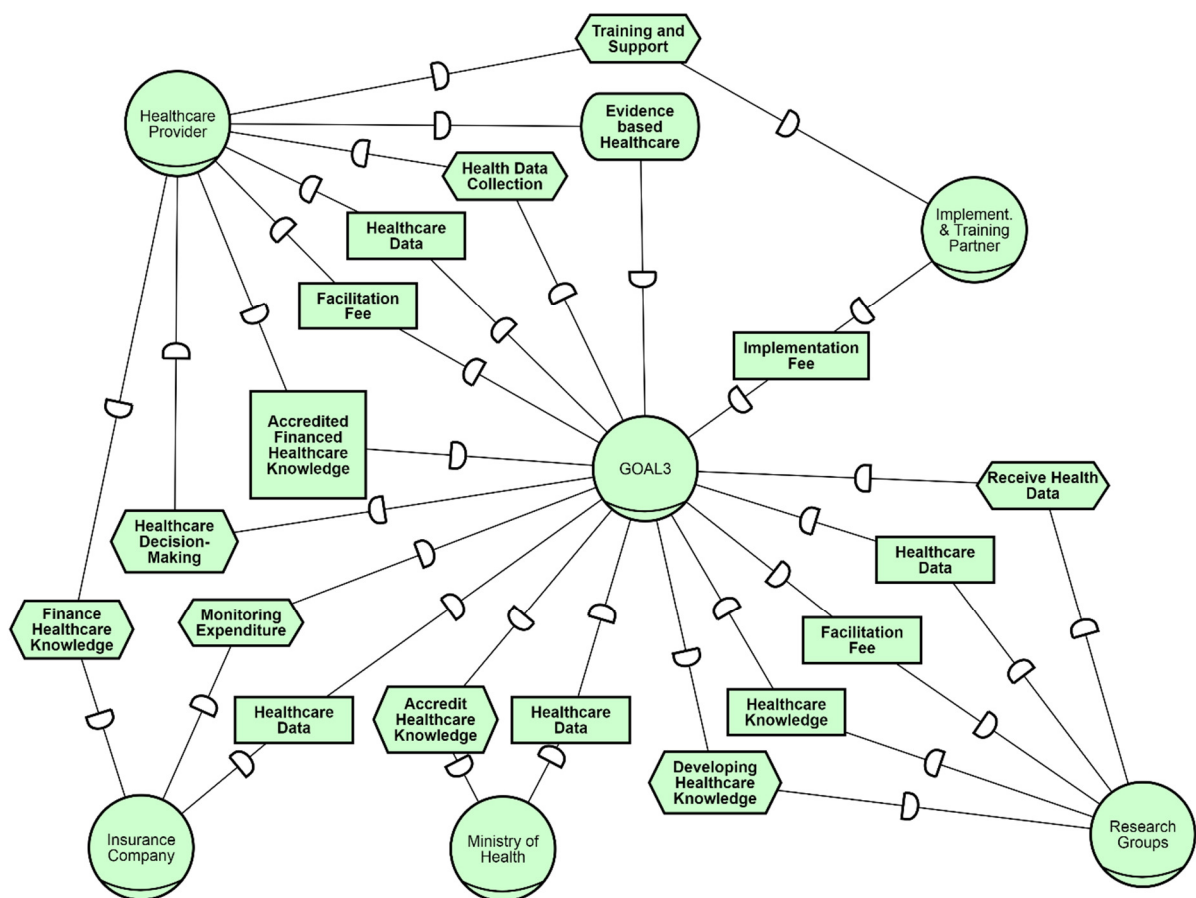 Training and
Support
Healthcare
Provider
Evidence
based
Healthcare
Health Data
Collection
Healthcare
Data
Implement.
& Training
Partner
Facilitation
Fee
Implementation
Fee
Accredited
Financed
Healthcare
Knowledge
GOAL3
Receive Health
Data
Healthcare
Decision-
Making
Healthcare
Data
Finance
Healthcare
Knowledge
Monitoring
Expenditure
Facilitation
Fee
Healthcare
Data
Accredit
Healthcare
Knowledge
Healthcare
Data
Healthcare
Knowledge
Developing
Healthcare
Knowledge
Insurance
Company
Ministry of
Health
Research
Groups